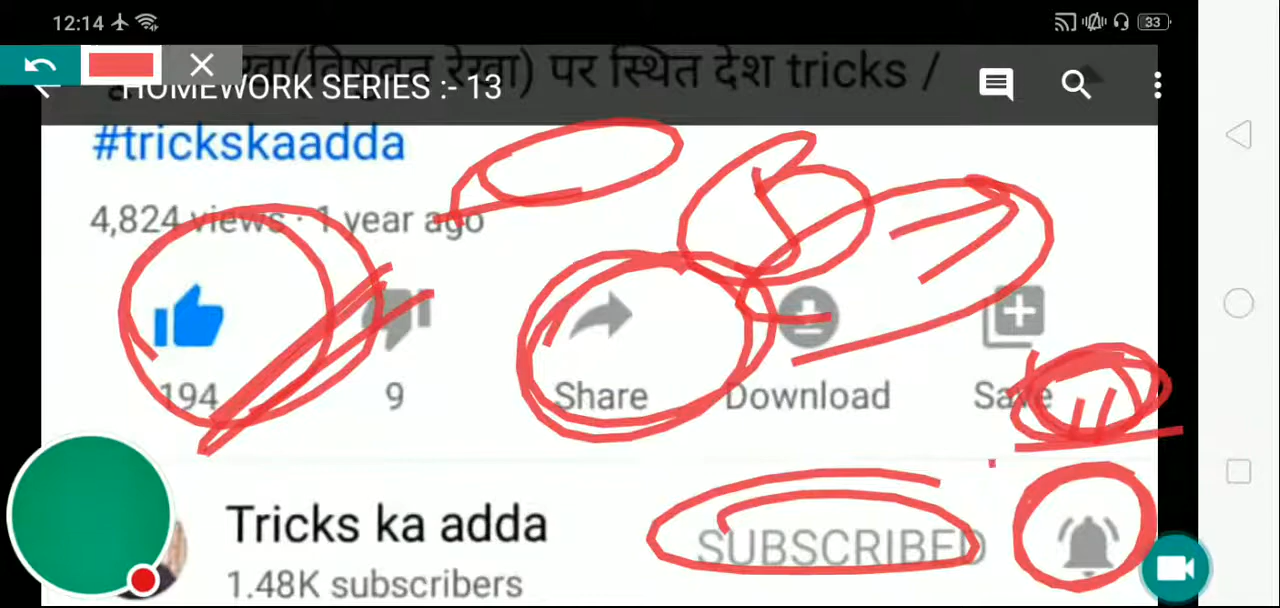 12:14 33
रेखा(विषुवत रेखा) पर स्थित देश tricks /
HOMEWORK SERIES :- 13
#trickskaadda
4,824 views · 1 year ago
194 9 Share Download Save
Tricks ka adda SUBSCRIBED
1.48K subscribers